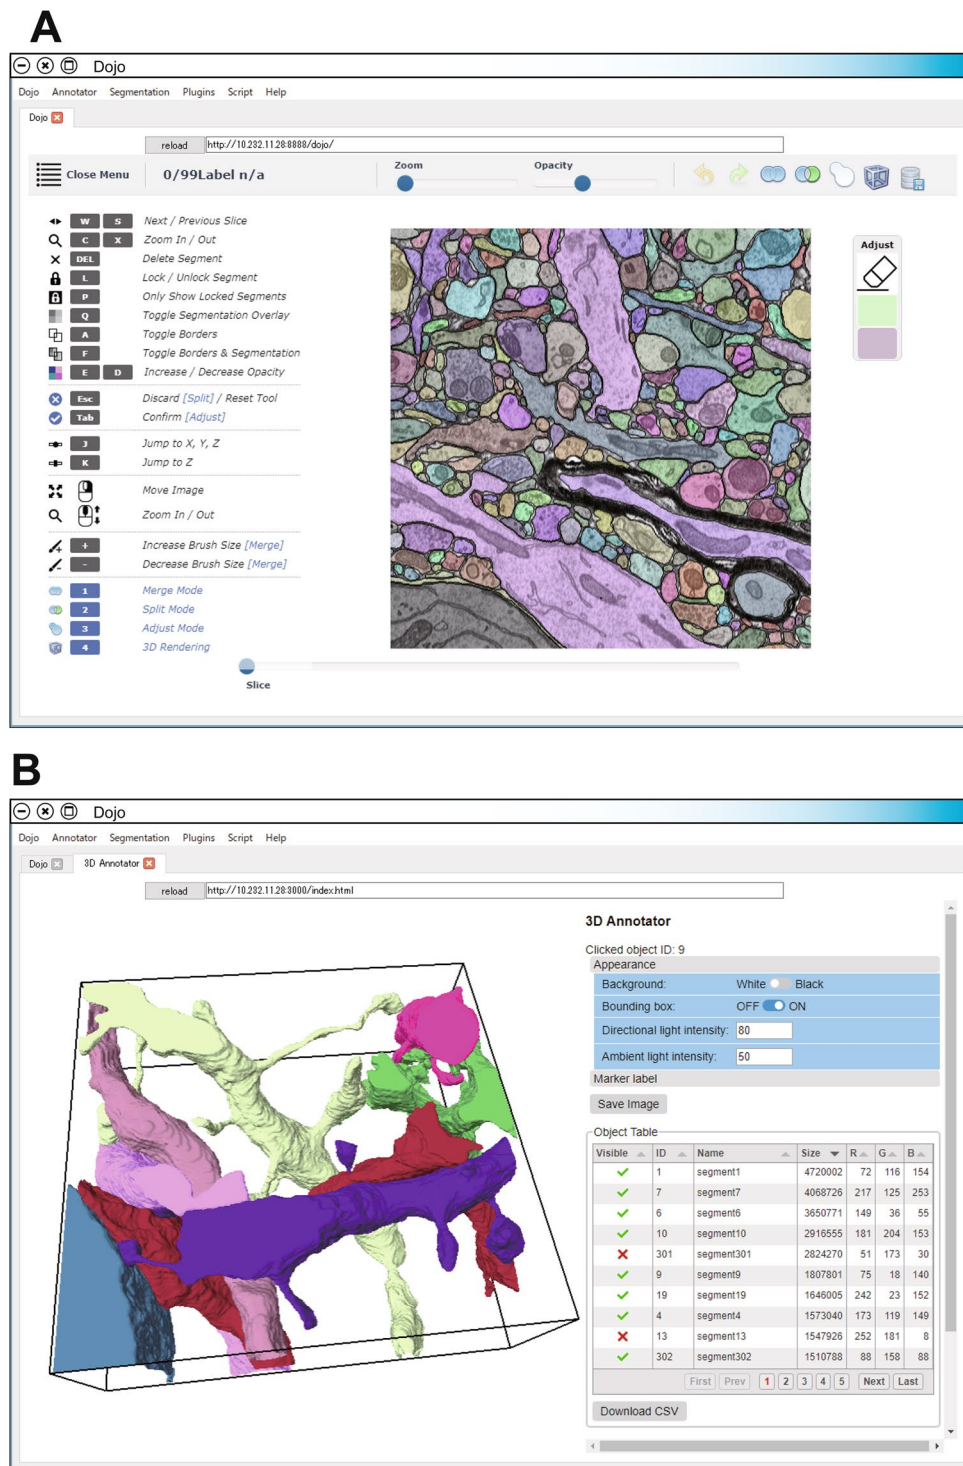 A
Dojo
Dojo Annotator Segmentation Plugins Script Help
Dojo
reload http://10.232.11.28:8888/dojo/
Close Menu 0/99Label n/a Zoom Opacity
W S Next / Previous Slice
C X Zoom In / Out
DEL Delete Segment
L Lock / Unlock Segment
P Only Show Locked Segments
Q Toggle Segmentation Overlay
A Toggle Borders
F Toggle Borders & Segmentation
E D Increase / Decrease Opacity
Esc Discard [Split] / Reset Tool
Tab Confirm [Adjust]
J Jump to X, Y, Z
K Jump to Z
Move Image
Zoom In / Out
+ Increase Brush Size [Merge]
- Decrease Brush Size [Merge]
1 Merge Mode
2 Split Mode
3 Adjust Mode
4 3D Rendering
Adjust
Slice
B
Dojo
Dojo Annotator Segmentation Plugins Script Help
Dojo 3D Annotator
reload http://10.232.11.28:3000/index.html
3D Annotator
Clicked object ID: 9
Appearance
Background: White Black
Bounding box: OFF ON
Directional light intensity: 80
Ambient light intensity: 50
Marker label
Save Image
Object Table
Visible ID Name Size R G B
1 segment1 4720002 72 116 154
7 segment7 4068726 217 125 253
6 segment6 3650771 149 36 55
10 segment10 2916555 181 204 153
301 segment301 2824270 51 173 30
9 segment9 1807801 75 18 140
19 segment19 1646005 242 23 152
4 segment4 1573040 173 119 149
13 segment13 1547926 252 181 8
302 segment302 1510788 88 158 88
First Prev 1 2 3 4 5 Next Last
Download CSV